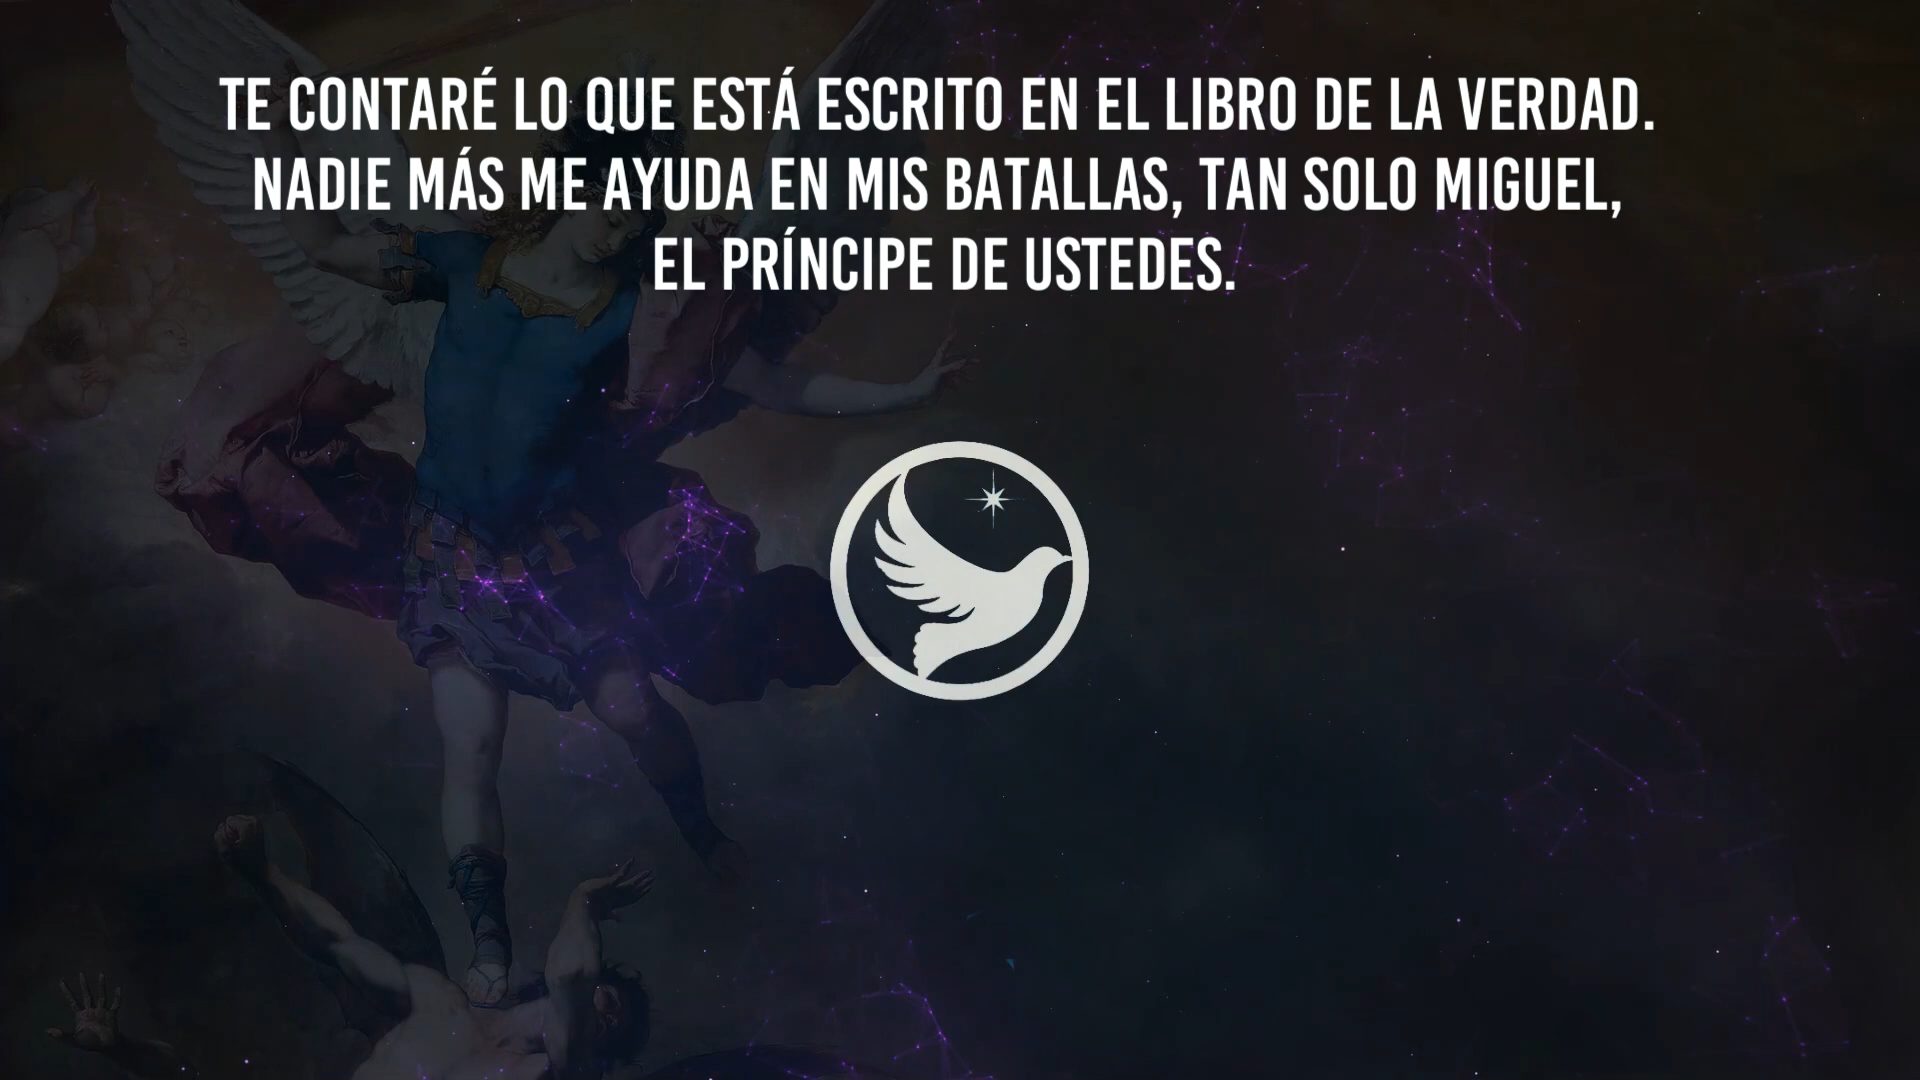 TE CONTARÉ LO QUE ESTÁ ESCRITO EN EL LIBRO DE LA VERDAD.
NADIE MÁS ME AYUDA EN MIS BATALLAS, TAN SOLO MIGUEL,
EL PRÍNCIPE DE USTEDES.